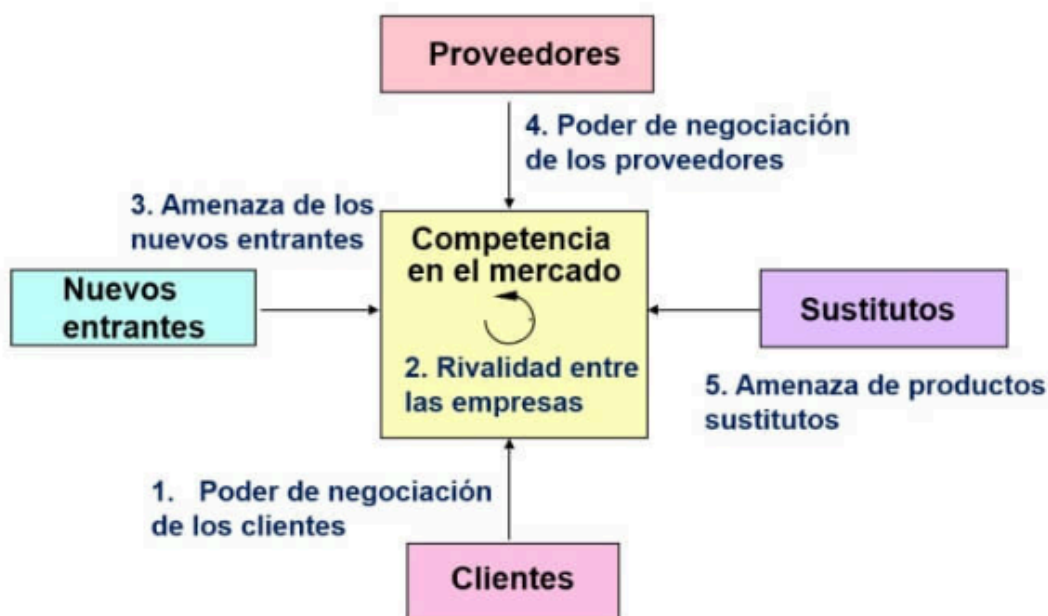 Proveedores
4. Poder de negociación
de los proveedores
3. Amenaza de los
nuevos entrantes
Competencia
en el mercado
Nuevos
entrantes
Sustitutos
2. Rivalidad entre
las empresas
5. Amenaza de productos
sustitutos
1. Poder de negociación
de los clientes
Clientes